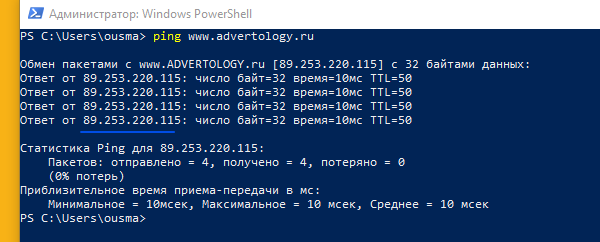 Администратор: Windows PowerShell
PS C:\Users\ousma> ping www.advertology.ru
Обмен пакетами с www.ADVERTOLOGY.ru [89.253.220.115] с 32 байтами данных:
Ответ от 89.253.220.115: число байт=32 время=10мс TTL=50
Ответ от 89.253.220.115: число байт=32 время=10мс TTL=50
Ответ от 89.253.220.115: число байт=32 время=10мс TTL=50
Ответ от 89.253.220.115: число байт=32 время=10мс TTL=50
Статистика Ping для 89.253.220.115:
Пакетов: отправлено = 4, получено = 4, потеряно = 0
(0% потерь)
Приблизительное время приема-передачи в мс:
Минимальное = 10мсек, Максимальное = 10 мсек, Среднее = 10 мсек
PS C:\Users\ousma>